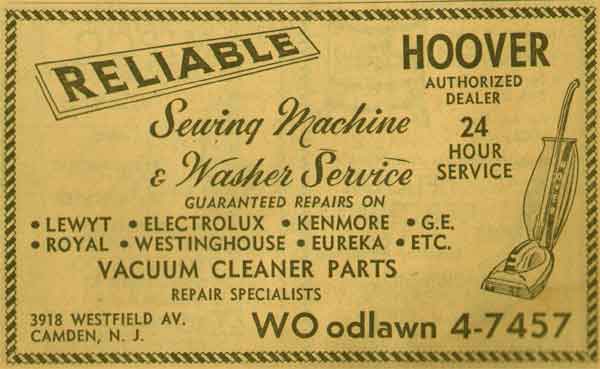 RELIABLE
HOOVER
AUTHORIZED
DEALER
24
HOUR
SERVICE
Sewing Machine
& Washer Service
GUARANTEED REPAIRS ON
• LEWYT • ELECTROLUX • KENMORE • G.E.
• ROYAL • WESTINGHOUSE • EUREKA • ETC.
VACUUM CLEANER PARTS
REPAIR SPECIALISTS
3918 WESTFIELD AV.
CAMDEN, N. J.
WO odlawn 4-7457